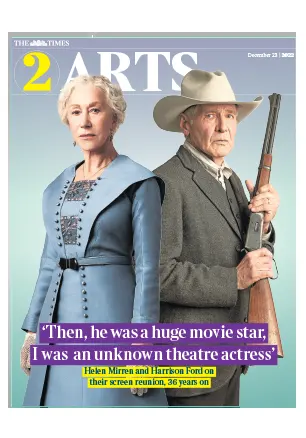 THE TIMES
December 23 | 2022
2 ARTS
‘Then, he was a huge movie star,
I was an unknown theatre actress’
Helen Mirren and Harrison Ford on
their screen reunion, 36 years on